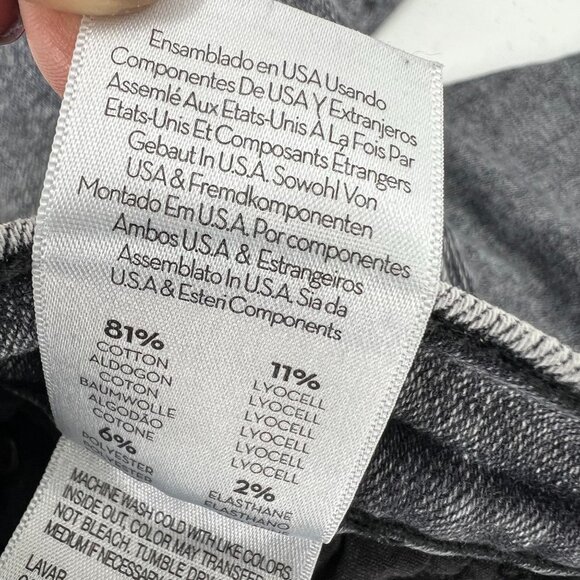 Ensamblado en USA Usando
Componentes De USA Y Extranjeros
Assemlé Aux Etats-Unis À La Fois Par
Etats-Unis Et Composants Étrangers
Gebaut In U.S.A. Sowohl Von
USA & Fremdkomponenten
Montado Em U.S.A. Por componentes
Ambos U.S.A & Estrangeiros
Assemblato In U.S.A. Sia da
U.S.A & Esteri Components
81%
COTTON
ALDOGON
COTON
BAUMWOLLE
ALGODÃO
COTONE
6%
POLYESTER
11%
LYOCELL
LYOCELL
LYOCELL
LYOCELL
LYOCELL
LYOCELL
2%
ELASTHANE
MACHINE WASH COLD WITH LIKE COLORS
INSIDE OUT. COLOR MAY TRANSFER
NOT BLEACH. TUMBLE DRY
MEDIUM IF NECESSARY
LAVAR